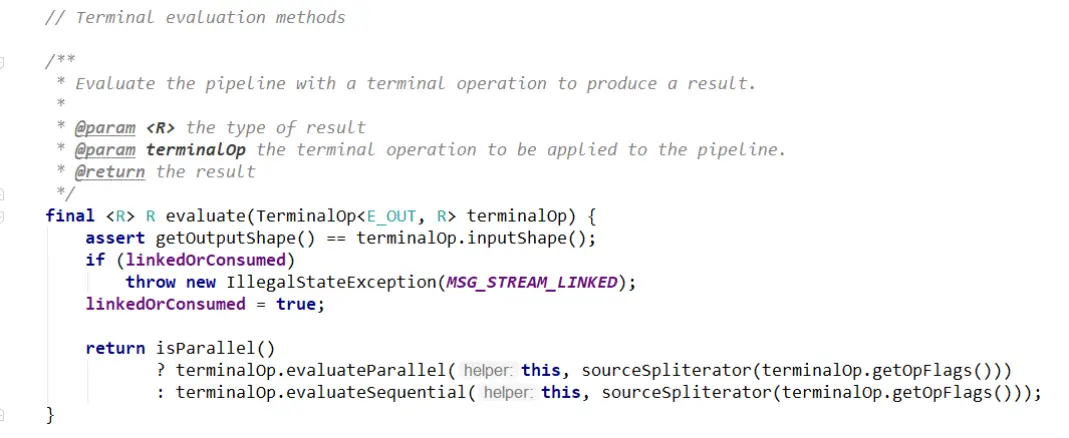 // Terminal evaluation methods
/**
 * Evaluate the pipeline with a terminal operation to produce a result.
 *
 * @param <R> the type of result
 * @param terminalOp the terminal operation to be applied to the pipeline.
 * @return the result
 */
final <R> R evaluate(TerminalOp<E_OUT, R> terminalOp) {
    assert getOutputShape() == terminalOp.inputShape();
    if (linkedOrConsumed)
        throw new IllegalStateException(MSG_STREAM_LINKED);
    linkedOrConsumed = true;
    return isParallel()
           ? terminalOp.evaluateParallel( helper: this, sourceSpliterator(terminalOp.getOpFlags()))
           : terminalOp.evaluateSequential( helper: this, sourceSpliterator(terminalOp.getOpFlags()));
}